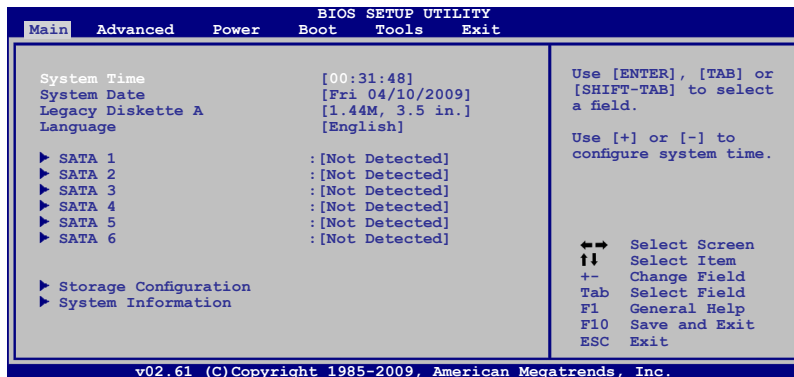 BIOS SETUP UTILITY
Main Advanced Power Boot Tools Exit
System Time [00:31:48]
System Date [Fri 04/10/2009]
Legacy Diskette A [1.44M, 3.5 in.]
Language [English]
SATA 1 :[Not Detected]
SATA 2 :[Not Detected]
SATA 3 :[Not Detected]
SATA 4 :[Not Detected]
SATA 5 :[Not Detected]
SATA 6 :[Not Detected]
Storage Configuration
System Information
Use [ENTER], [TAB] or
[SHIFT-TAB] to select
a field.
Use [+] or [-] to
configure system time.
←→ Select Screen
↑↓ Select Item
+- Change Field
Tab Select Field
F1 General Help
F10 Save and Exit
ESC Exit
v02.61 (C)Copyright 1985-2009, American Megatrends, Inc.